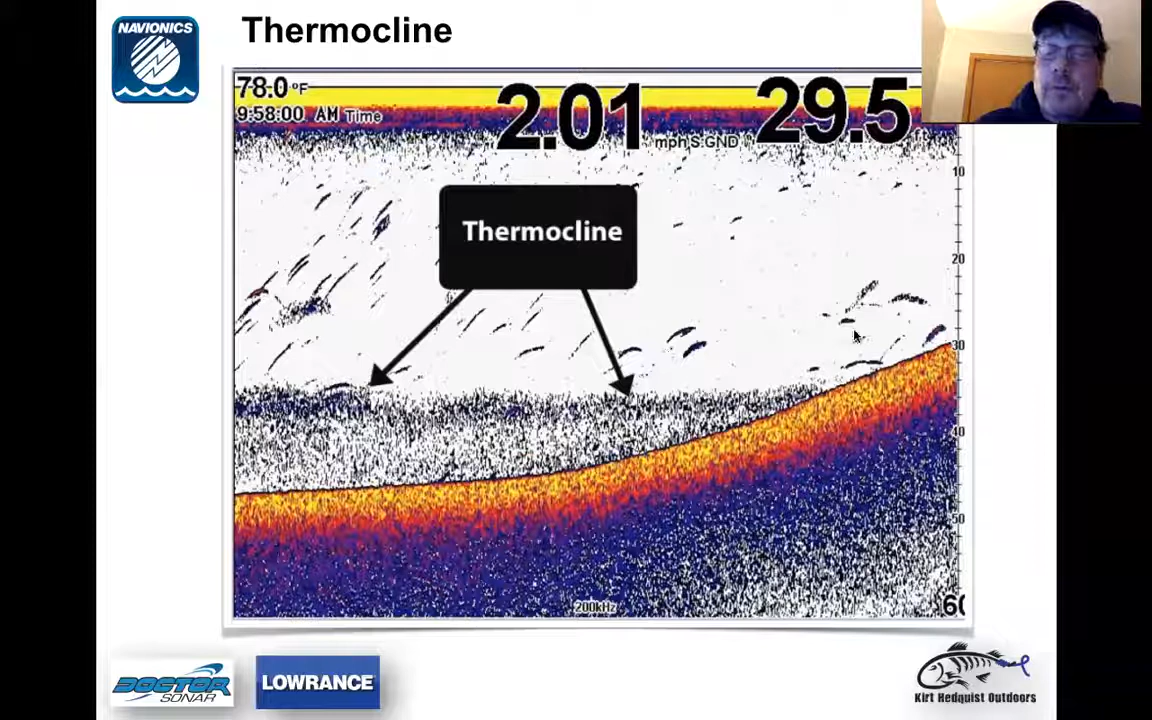 NAVIONICS
Thermocline
78.0 °F
9:58:00 AM Time
2.01 mph S.GND
29.5 ft
10
Thermocline
20
30
40
50
200kHz
60
DOCTOR
SONAR
LOWRANCE
Kirt Hedquist Outdoors